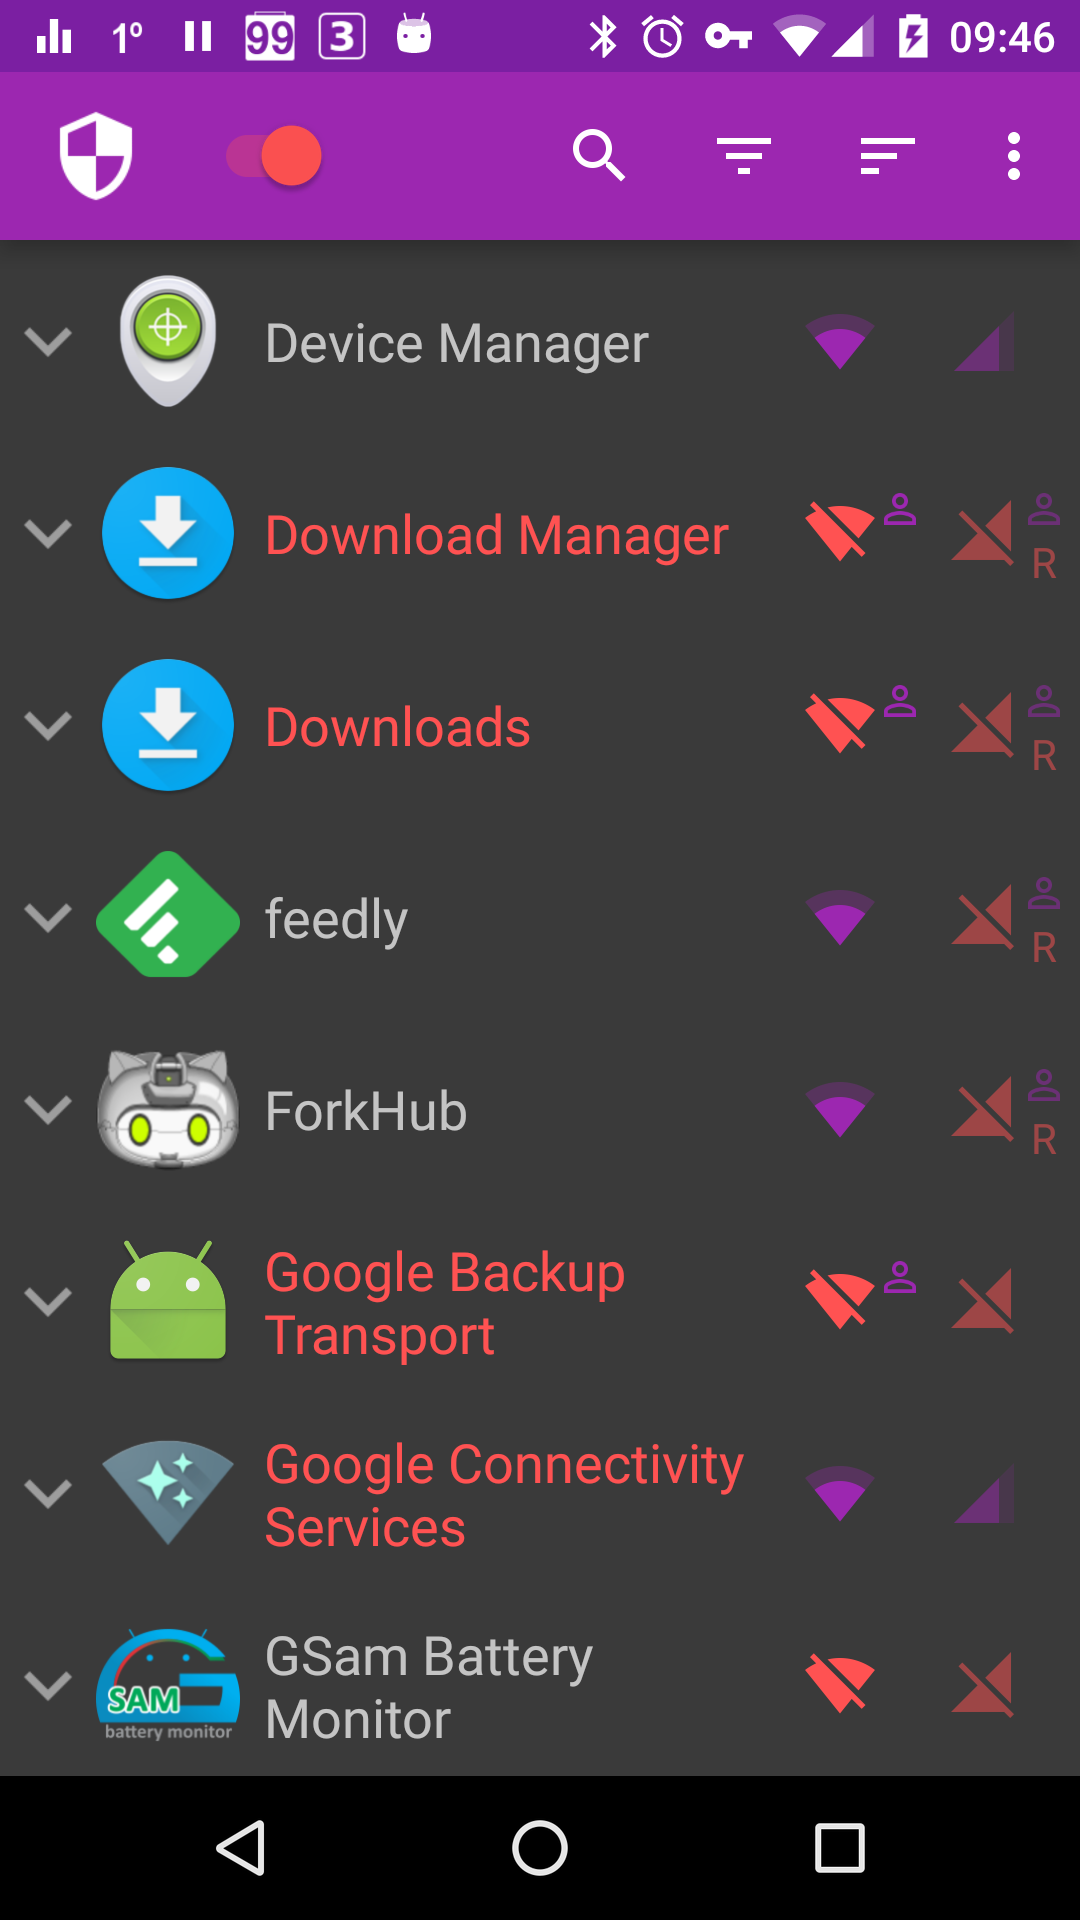 1º 99 3 09:46
Device Manager
Download Manager
R
Downloads
R
feedly
R
ForkHub
R
Google Backup
Transport
Google Connectivity
Services
SAM
battery monitor
GSam Battery
Monitor